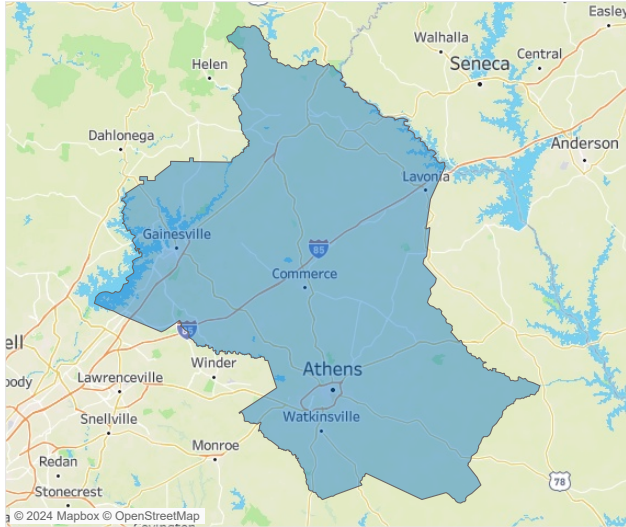 Easley
Walhalla
Central
Helen
Seneca
Dahlonega
Anderson
Lavonia
Gainesville
85
Commerce
ell
85
Winder
oody
Lawrenceville
Athens
Snellville
Watkinsville
Monroe
Redan
78
Stonecrest
© 2024 Mapbox © OpenStreetMap